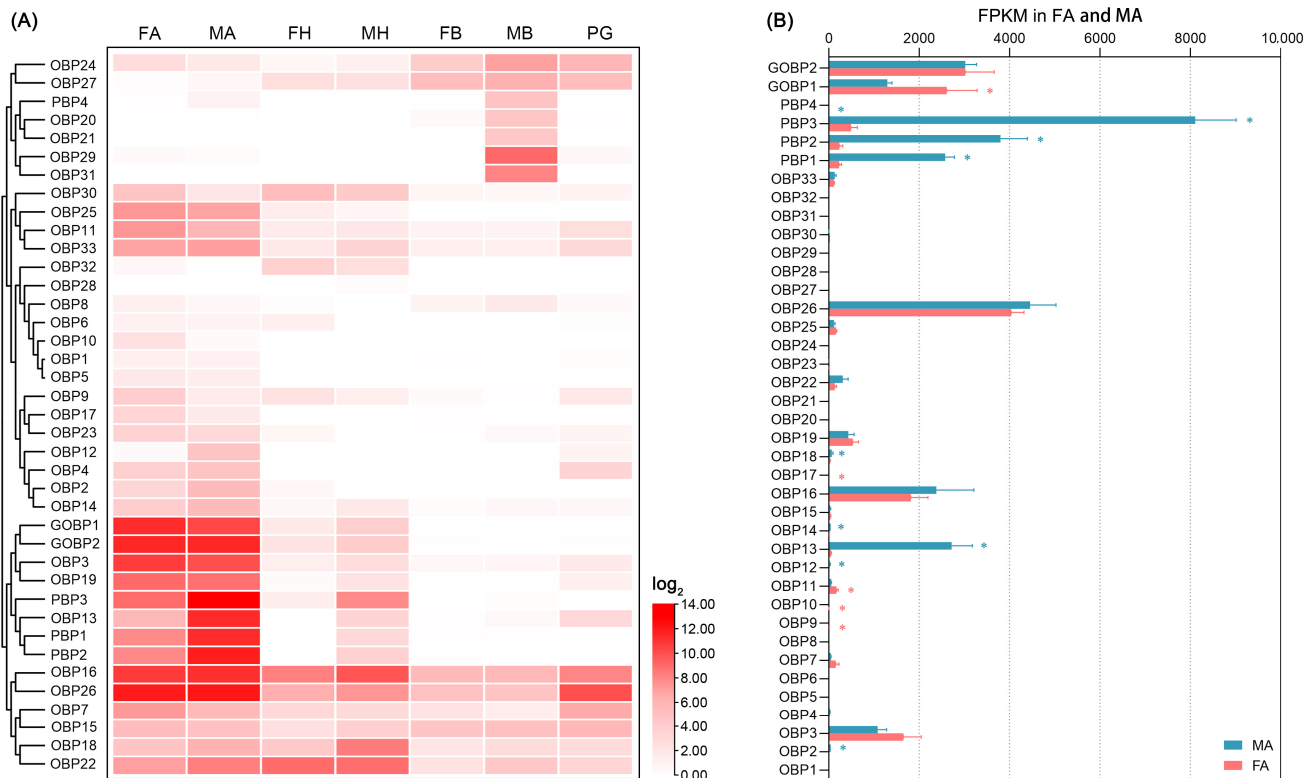 (A)
FA MA FH MH FB MB PG
OBP24
OBP27
PBP4
OBP20
OBP21
OBP29
OBP31
OBP30
OBP25
OBP11
OBP33
OBP32
OBP28
OBP8
OBP6
OBP10
OBP1
OBP5
OBP9
OBP17
OBP23
OBP12
OBP4
OBP2
OBP14
GOBP1
GOBP2
OBP3
OBP19
PBP3
OBP13
PBP1
PBP2
OBP16
OBP26
OBP7
OBP15
OBP18
OBP22
log2
14.00
12.00
10.00
8.00
6.00
4.00
2.00
0.00
(B)
FPKM in FA and MA
0 2000 4000 6000 8000 10.000
GOBP2
GOBP1 *
PBP4 *
PBP3 *
PBP2 *
PBP1 *
OBP33
OBP32
OBP31
OBP30
OBP29
OBP28
OBP27
OBP26
OBP25
OBP24
OBP23
OBP22
OBP21
OBP20
OBP19
OBP18 *
OBP17 *
OBP16
OBP15
OBP14 *
OBP13 *
OBP12 *
OBP11 *
OBP10 *
OBP9 *
OBP8
OBP7
OBP6
OBP5
OBP4
OBP3
OBP2 *
OBP1
MA
FA